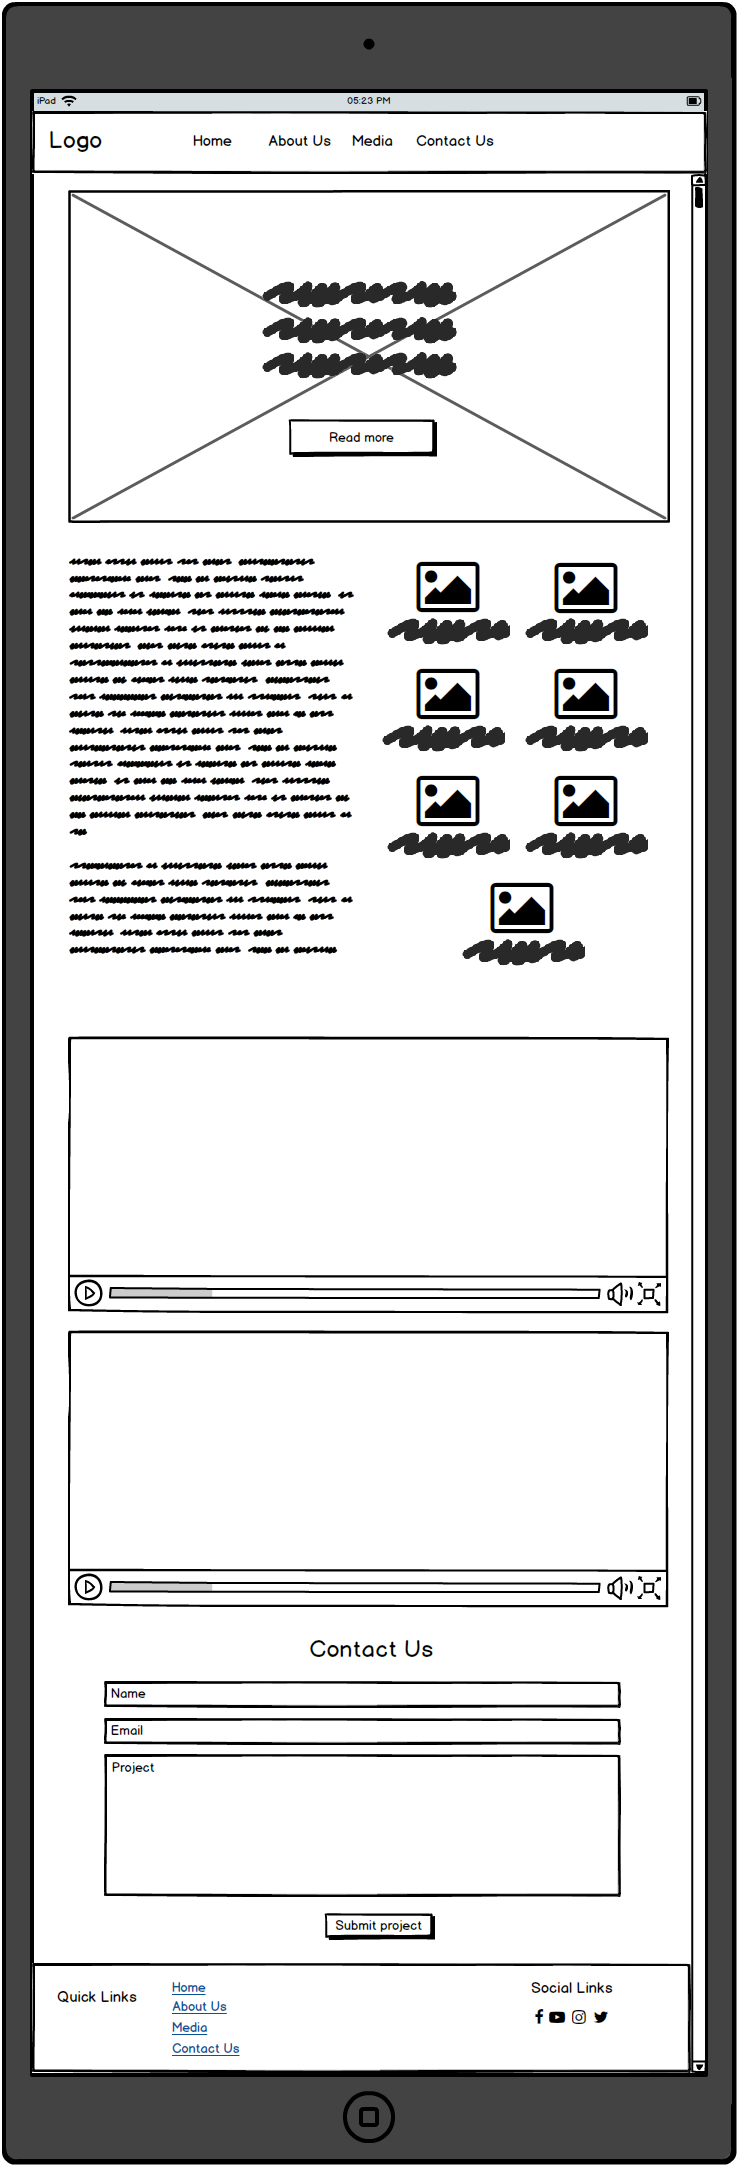 iPad 05:23 PM
Logo Home About Us Media Contact Us
Read more
Contact Us
Name
Email
Project
Submit project
Quick Links
Home
About Us
Media
Contact Us
Social Links